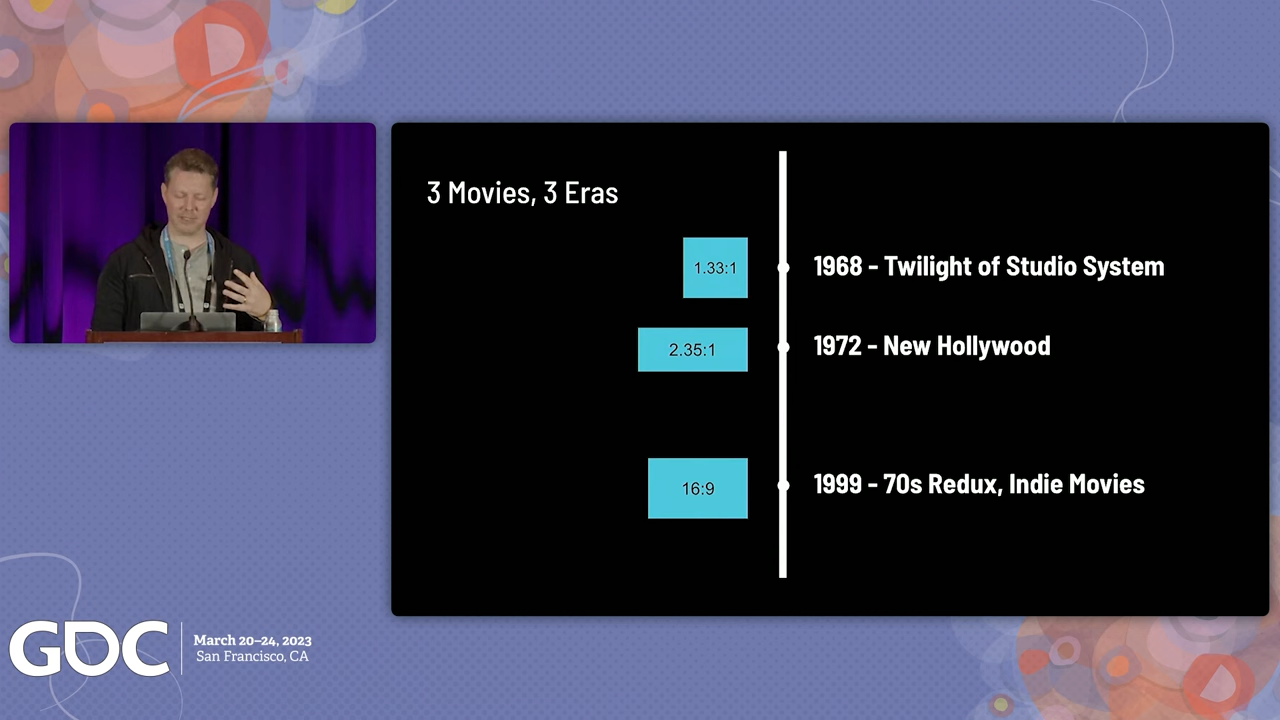 3 Movies, 3 Eras
1.33:1
1968 - Twilight of Studio System
2.35:1
1972 - New Hollywood
16:9
1999 - 70s Redux, Indie Movies
GDC
March 20–24, 2023
San Francisco, CA